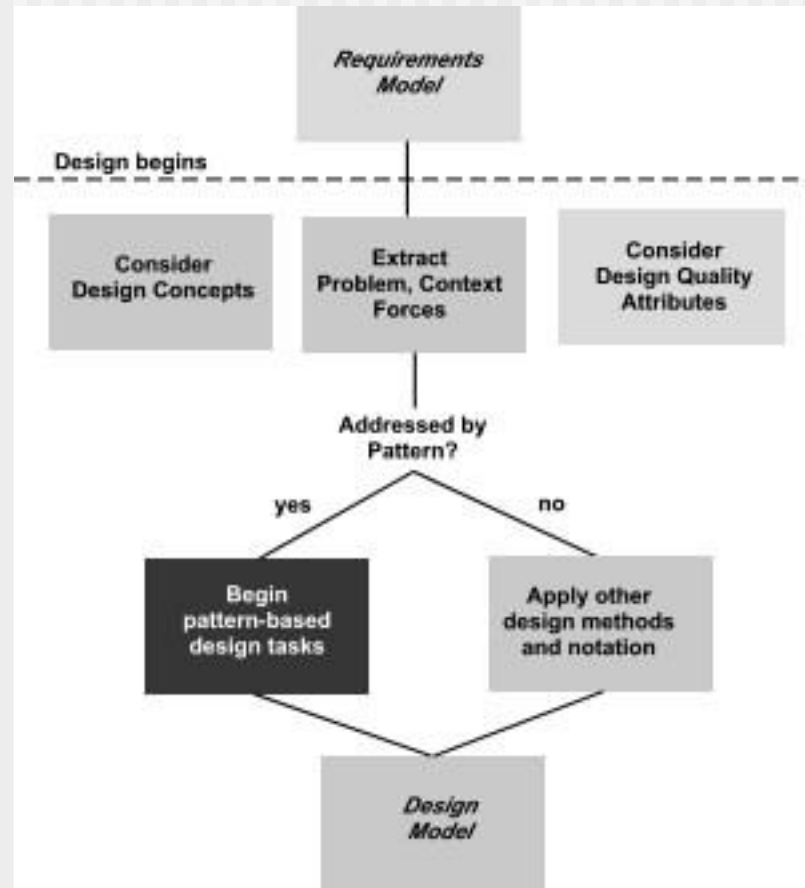 Requirements
Model
Design begins
Consider
Design Concepts
Extract
Problem, Context
Forces
Consider
Design Quality
Attributes
Addressed by
Pattern?
yes
no
Begin
pattern-based
design tasks
Apply other
design methods
and notation
Design
Model